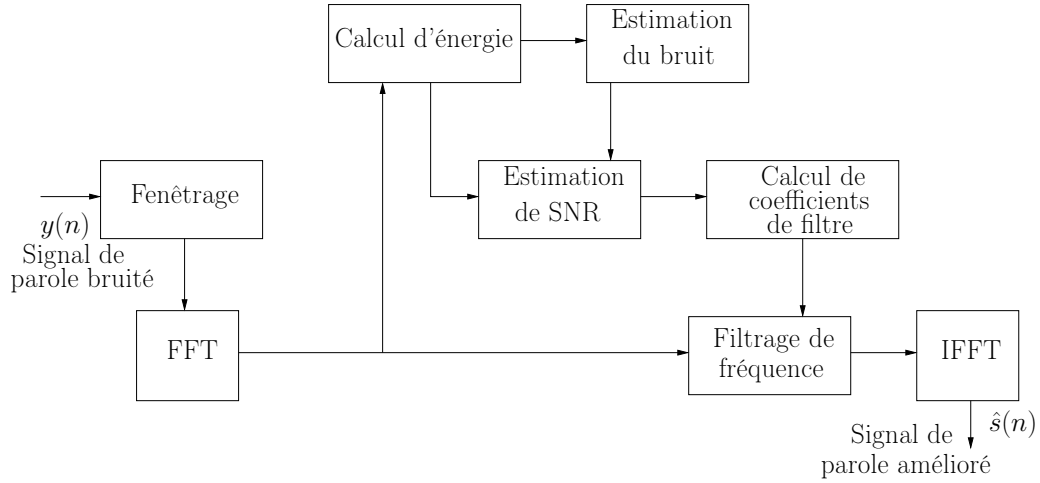 Calcul d'énergie
Estimation
du bruit
Fenêtrage
Estimation
de SNR
Calcul de
coefficients
de filtre
y(n)
Signal de
parole bruité
FFT
Filtrage de
fréquence
IFFT
ŝ(n)
Signal de
parole amélioré